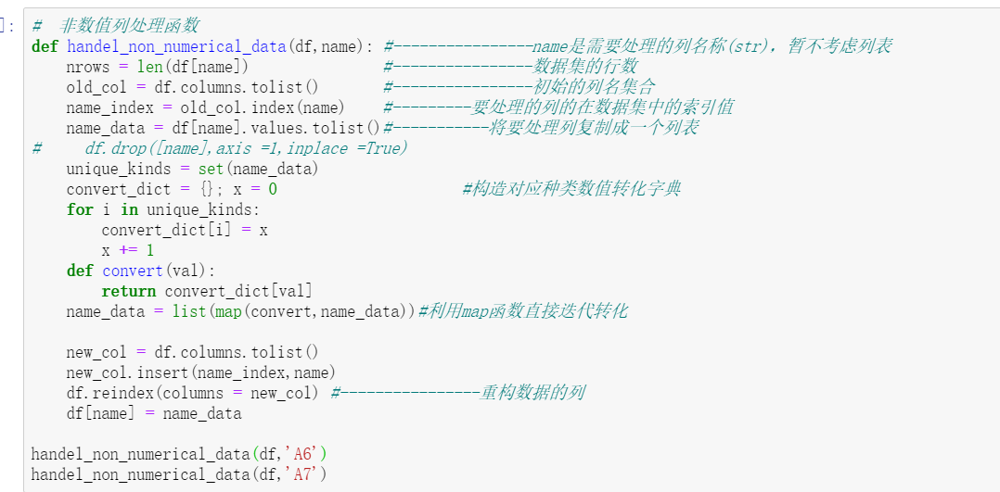 ]:
#  非数值列处理函数
def handel_non_numerical_data(df,name): #----------------name是需要处理的列名称(str)，暂不考虑列表
    nrows = len(df[name])               #----------------数据集的行数
    old_col = df.columns.tolist()       #----------------初始的列名集合
    name_index = old_col.index(name)    #---------要处理的列的在数据集中的索引值
    name_data = df[name].values.tolist()#-----------将要处理列复制成一个列表
#     df.drop([name],axis =1,inplace =True)
    unique_kinds = set(name_data)
    convert_dict = {}; x = 0                     #构造对应种类数值转化字典
    for i in unique_kinds:
        convert_dict[i] = x
        x += 1
    def convert(val):
        return convert_dict[val]
    name_data = list(map(convert,name_data))#利用map函数直接迭代转化
    new_col = df.columns.tolist()
    new_col.insert(name_index,name)
    df.reindex(columns = new_col) #----------------重构数据的列
    df[name] = name_data
handel_non_numerical_data(df,'A6')
handel_non_numerical_data(df,'A7')